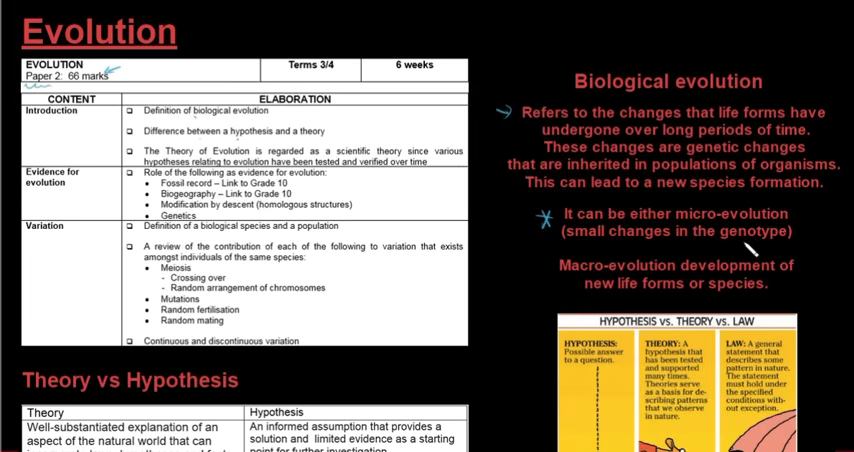 Evolution
EVOLUTION Terms 3/4 6 weeks
Paper 2: 66 marks
CONTENT ELABORATION
Introduction Definition of biological evolution
Difference between a hypothesis and a theory
The Theory of Evolution is regarded as a scientific theory since various
hypotheses relating to evolution have been tested and verified over time
Evidence for Role of the following as evidence for evolution:
evolution Fossil record – Link to Grade 10
Biogeography – Link to Grade 10
Modification by descent (homologous structures)
Genetics
Variation Definition of a biological species and a population
A review of the contribution of each of the following to variation that exists
amongst individuals of the same species:
Meiosis
- Crossing over
- Random arrangement of chromosomes
Mutations
Random fertilisation
Random mating
Continuous and discontinuous variation
Theory vs Hypothesis
Theory Hypothesis
Well-substantiated explanation of an An informed assumption that provides a
aspect of the natural world that can solution and limited evidence as a starting
point for further investigation
Biological evolution
Refers to the changes that life forms have
undergone over long periods of time.
These changes are genetic changes
that are inherited in populations of organisms.
This can lead to a new species formation.
It can be either micro-evolution
(small changes in the genotype)
Macro-evolution development of
new life forms or species.
HYPOTHESIS vs. THEORY vs. LAW
HYPOTHESIS:
Possible answer
to a question.
THEORY: A
hypothesis that
has been tested
and supported
many times.
Theories serve
as a basis for de-
scribing patterns
that we observe
in nature.
LAW: A general
statement that
describes some
pattern in nature.
The statement
must hold under
the specified
conditions with-
out exception.